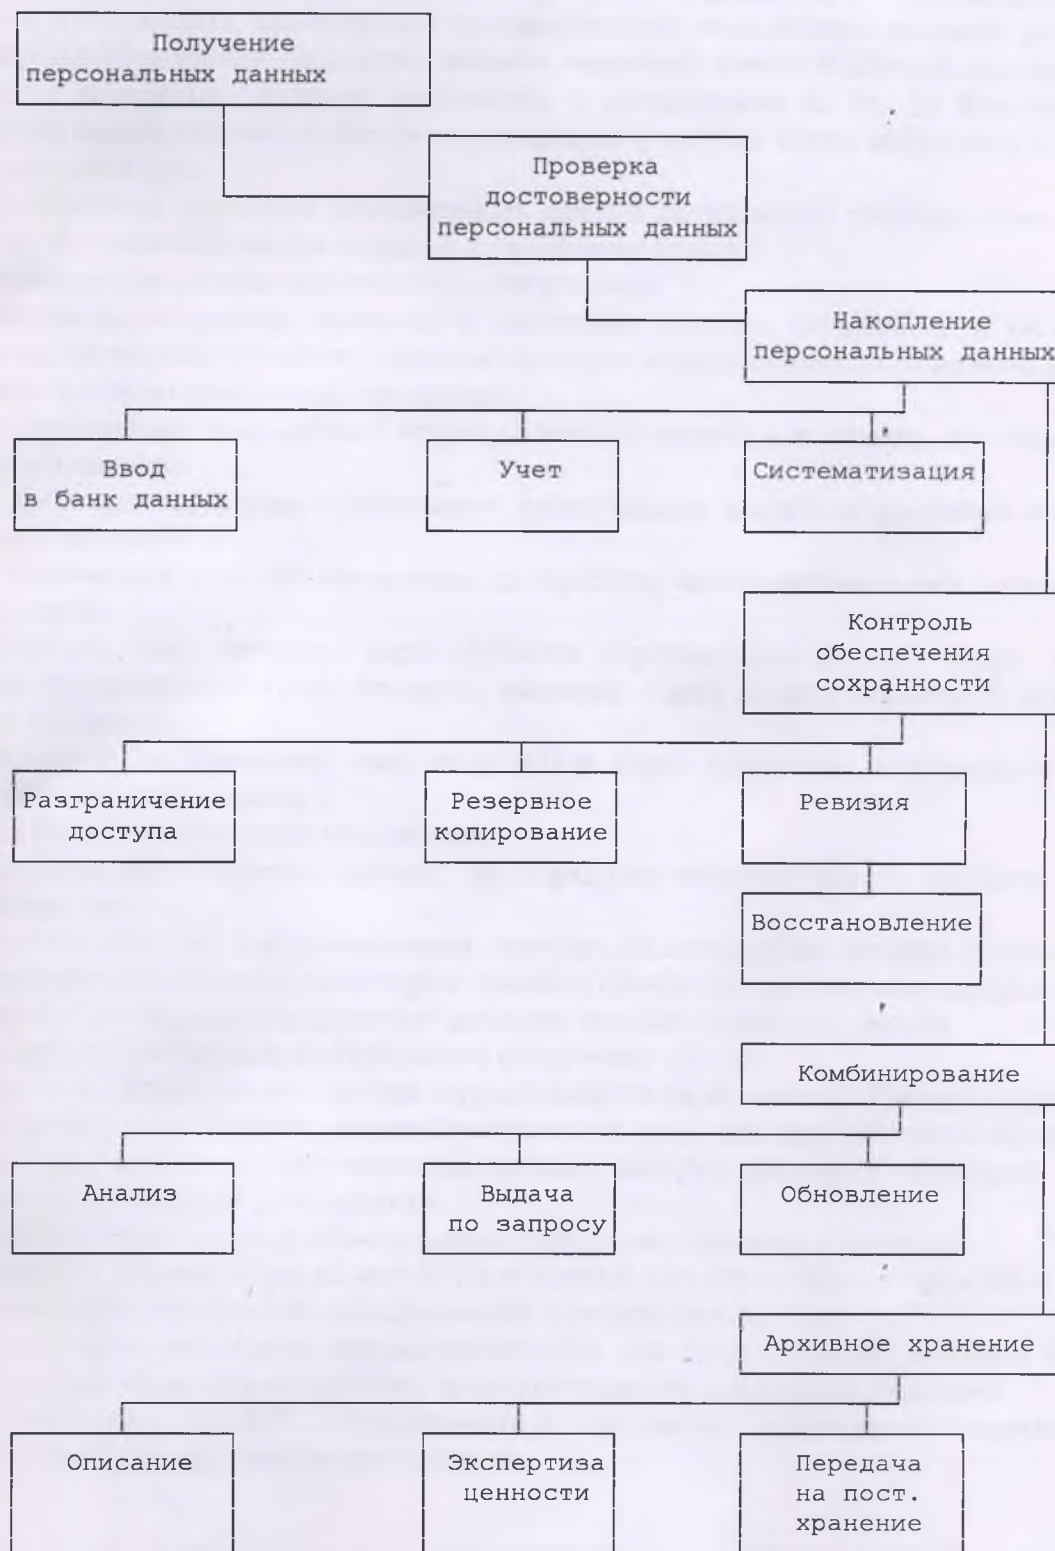 Получение
персональных данных
Проверка
достоверности
персональных данных
Накопление
персональных данных
Ввод
в банк данных
Учет
Систематизация
Контроль
обеспечения
сохранности
Разграничение
доступа
Резервное
копирование
Ревизия
Восстановление
Комбинирование
Анализ
Выдача
по запросу
Обновление
Архивное хранение
Описание
Экспертиза
ценности
Передача
на пост.
хранение